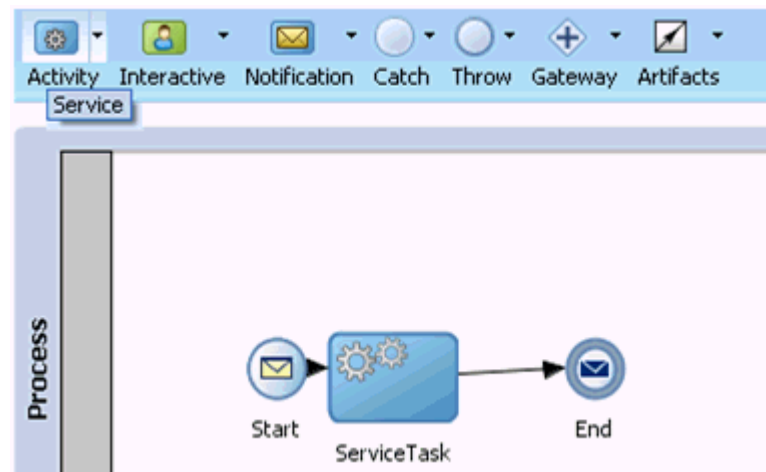 Activity Interactive Notification Catch Throw Gateway Artifacts
Service
Process
Start
End
ServiceTask